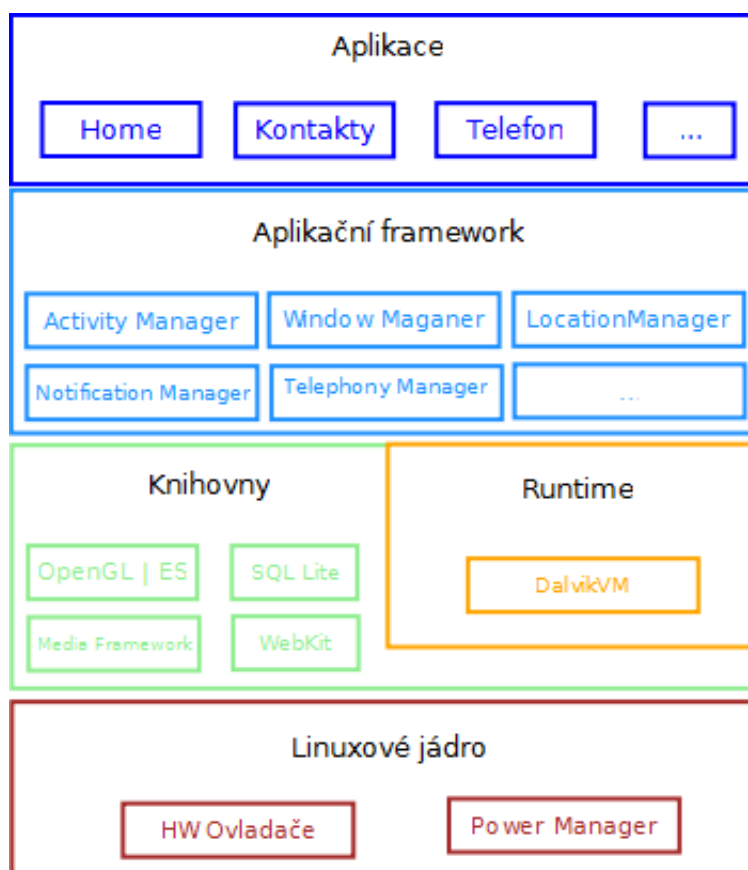 Aplikace
Home
Kontakty
Telefon
...
Aplikační framework
Activity Manager
Window Maganer
LocationManager
Notification Manager
Telephony Manager
...
Knihovny
OpenGL | ES
SQL Lite
Media Framework
WebKit
Runtime
DalvikVM
Linuxové jádro
HW Ovladače
Power Manager